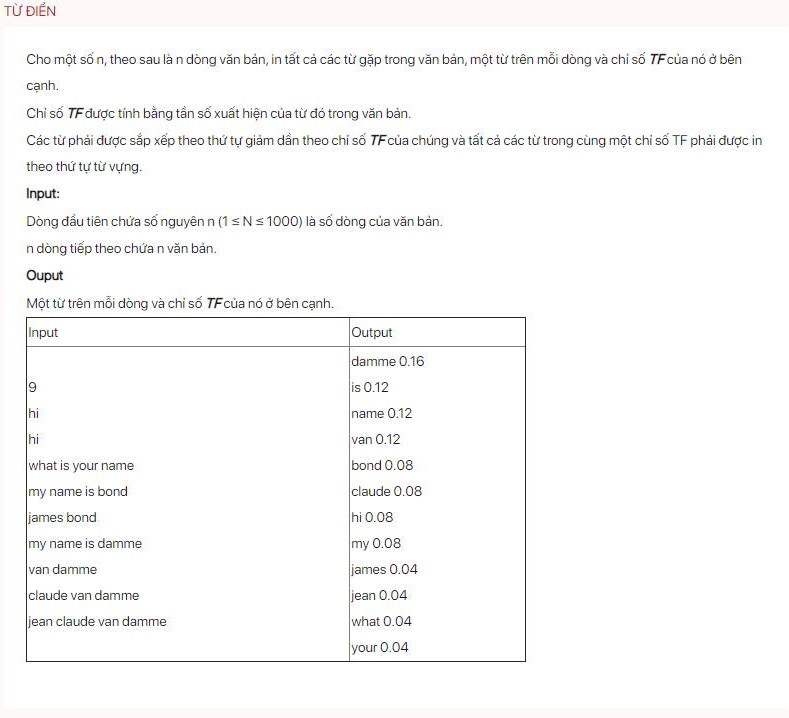 TỪ ĐIỂN
Cho một số n, theo sau là n dòng văn bản, in tất cả các từ gặp trong văn bản, một từ trên mỗi dòng và chỉ số TF của nó ở bên
cạnh.
Chỉ số TF được tính bằng tần số xuất hiện của từ đó trong văn bản.
Các từ phải được sắp xếp theo thứ tự giảm dần theo chỉ số TF của chúng và tất cả các từ trong cùng một chỉ số TF phải được in
theo thứ tự từ vựng.
Input:
Dòng đầu tiên chứa số nguyên n (1 ≤ N ≤ 1000) là số dòng của văn bản.
n dòng tiếp theo chứa n văn bản.
Ouput
Một từ trên mỗi dòng và chỉ số TF của nó ở bên cạnh.
Input
9
hi
hi
what is your name
my name is bond
james bond
my name is damme
van damme
claude van damme
jean claude van damme
Output
damme 0.16
is 0.12
name 0.12
van 0.12
bond 0.08
claude 0.08
hi 0.08
my 0.08
james 0.04
jean 0.04
what 0.04
your 0.04